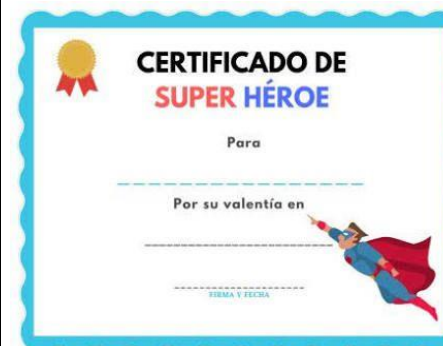 CERTIFICADO DE
SUPER HÉROE
Para
Por su valentía en
FIRMA Y FECHA